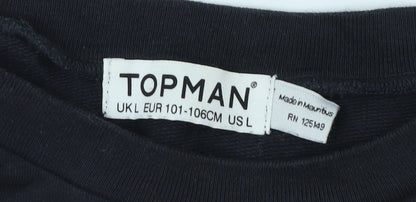 TOPMAN®
UK L EUR 101-106CM US L
Made in Mauritius
RN 125149